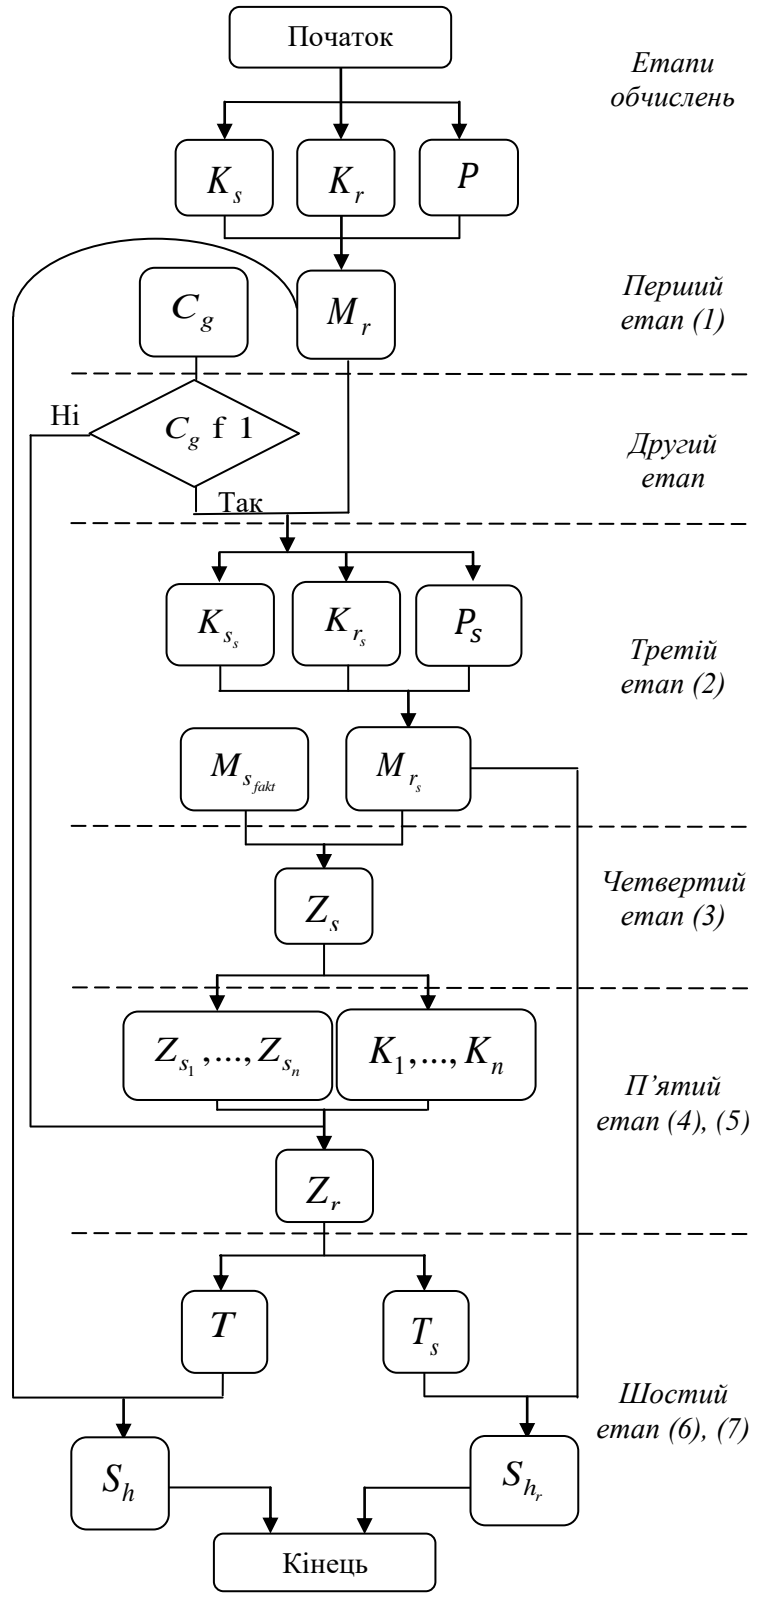 Початок
Етапи
обчислень
K_s
K_r
P
C_g
M_r
Перший
етап (1)
Ні
C_g f 1
Так
Другий
етап
K_{s_s}
K_{r_s}
P_s
Третій
етап (2)
M_{s_{fakt}}
M_{r_s}
Четвертий
етап (3)
Z_s
Z_{s_1},...,Z_{s_n}
K_1,...,K_n
П’ятий
етап (4), (5)
Z_r
T
T_s
Шостий
етап (6), (7)
S_h
S_{h_r}
Кінець